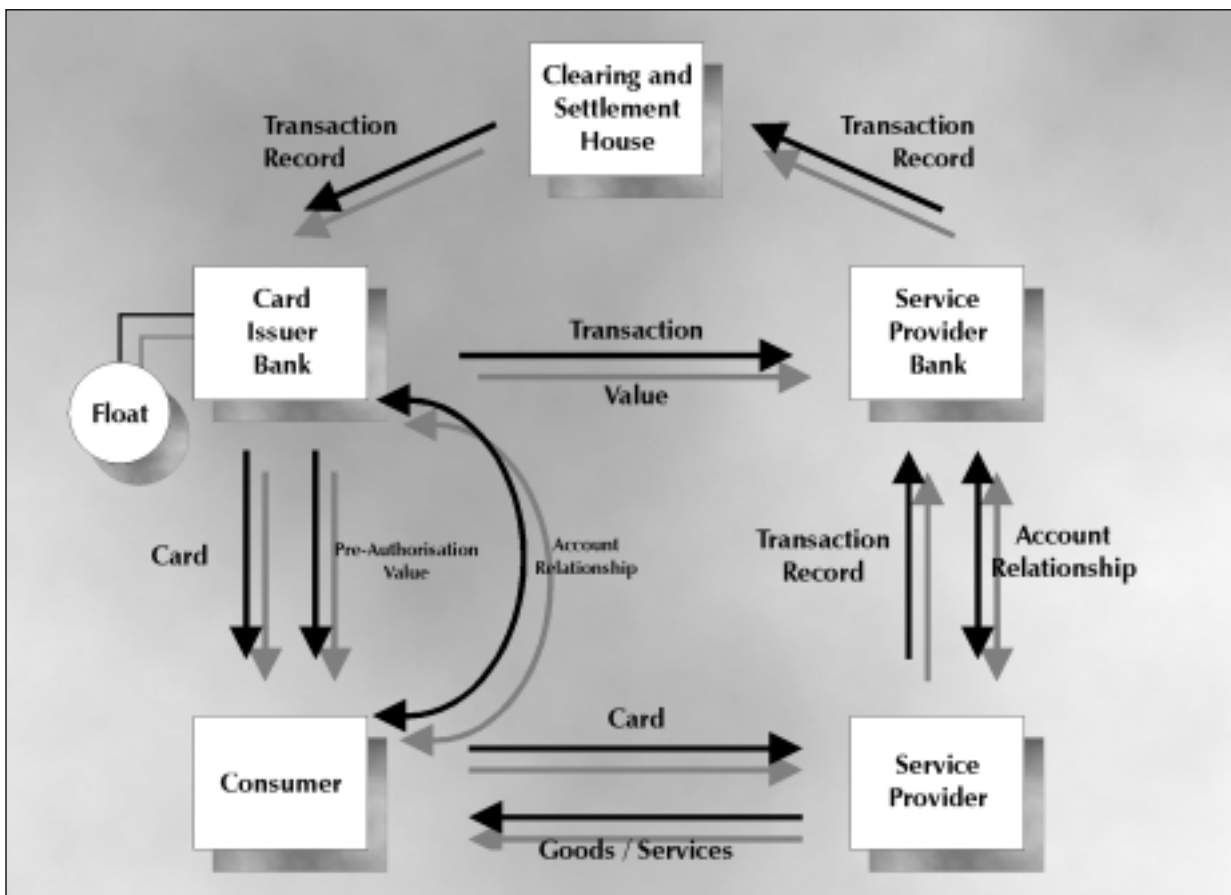 Clearing and
Settlement
House
Transaction
Record
Transaction
Record
Card
Issuer
Bank
Service
Provider
Bank
Transaction
Value
Float
Card
Pre-Authorisation
Value
Account
Relationship
Transaction
Record
Account
Relationship
Consumer
Card
Service
Provider
Goods / Services